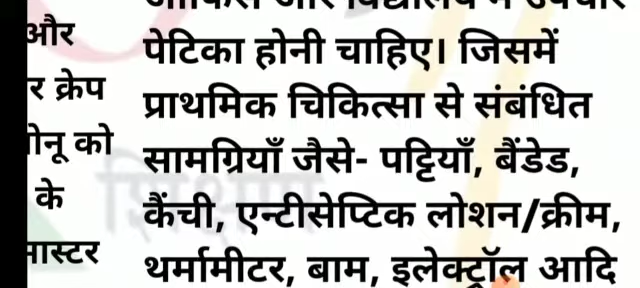 और
र क्रेप
नू को
के
मास्टर
पेटिका होनी चाहिए। जिसमें
प्राथमिक चिकित्सा से संबंधित
सामग्रियाँ जैसे- पट्टियाँ, बैंडेड,
कैंची, एन्टीसेप्टिक लोशन/क्रीम,
थर्मामीटर, बाम, इलेक्ट्रॉल आदि